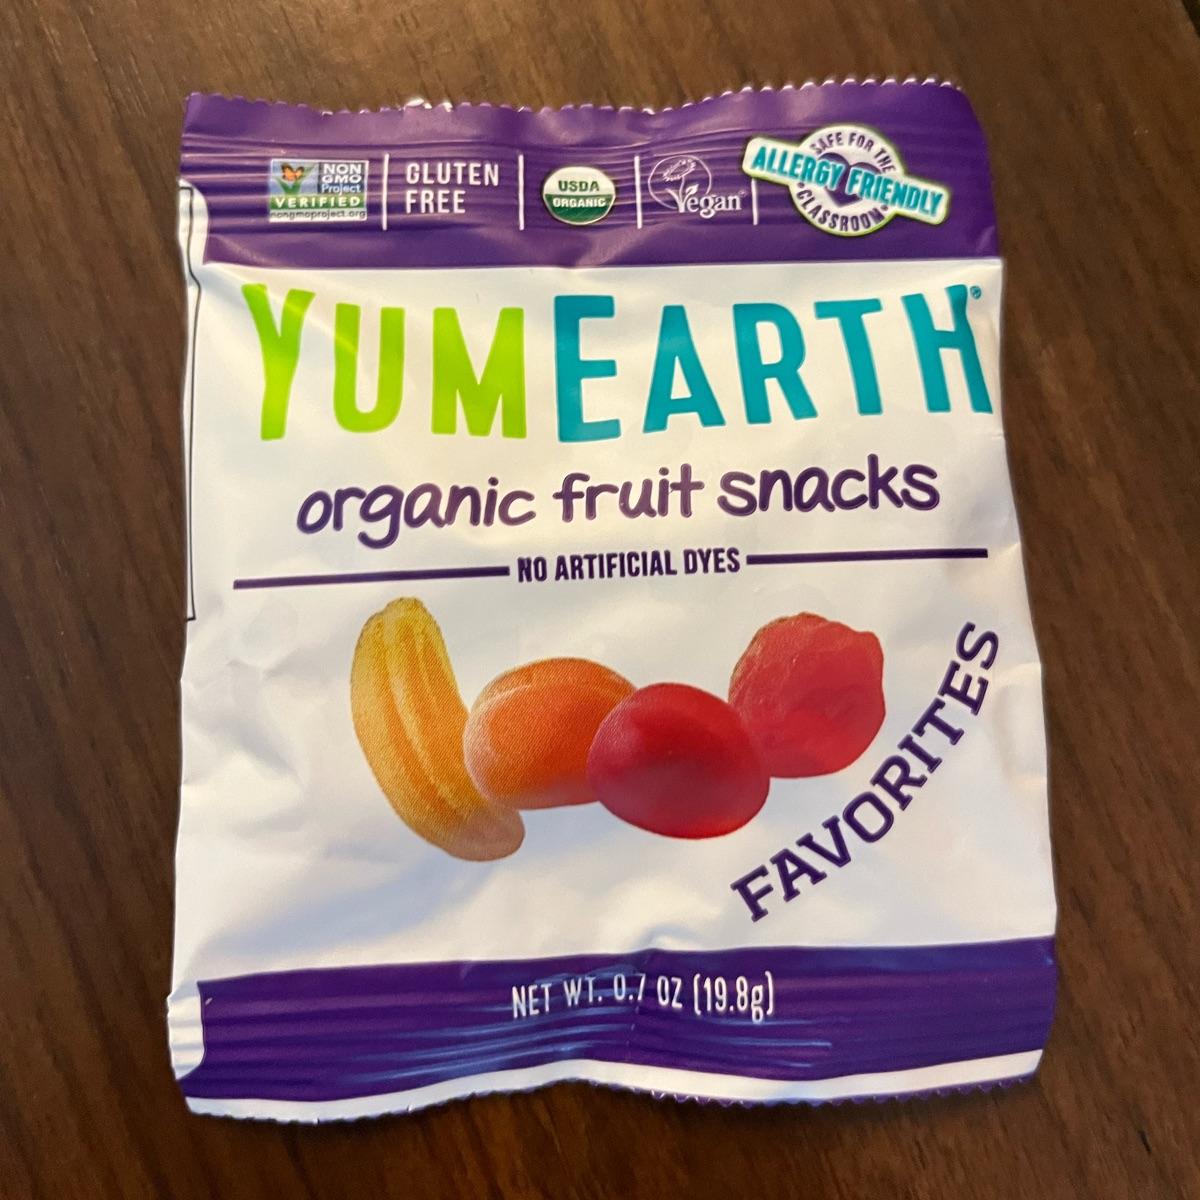 NON
GMO
Project
VERIFIED
nongmoproject.org
GLUTEN
FREE
USDA
ORGANIC
Vegan
SAFE FOR THE
ALLERGY FRIENDLY
CLASSROOM
YUMEARTH®
organic fruit snacks
NO ARTIFICIAL DYES
FAVORITES
NET WT. 0.7 OZ (19.8g)